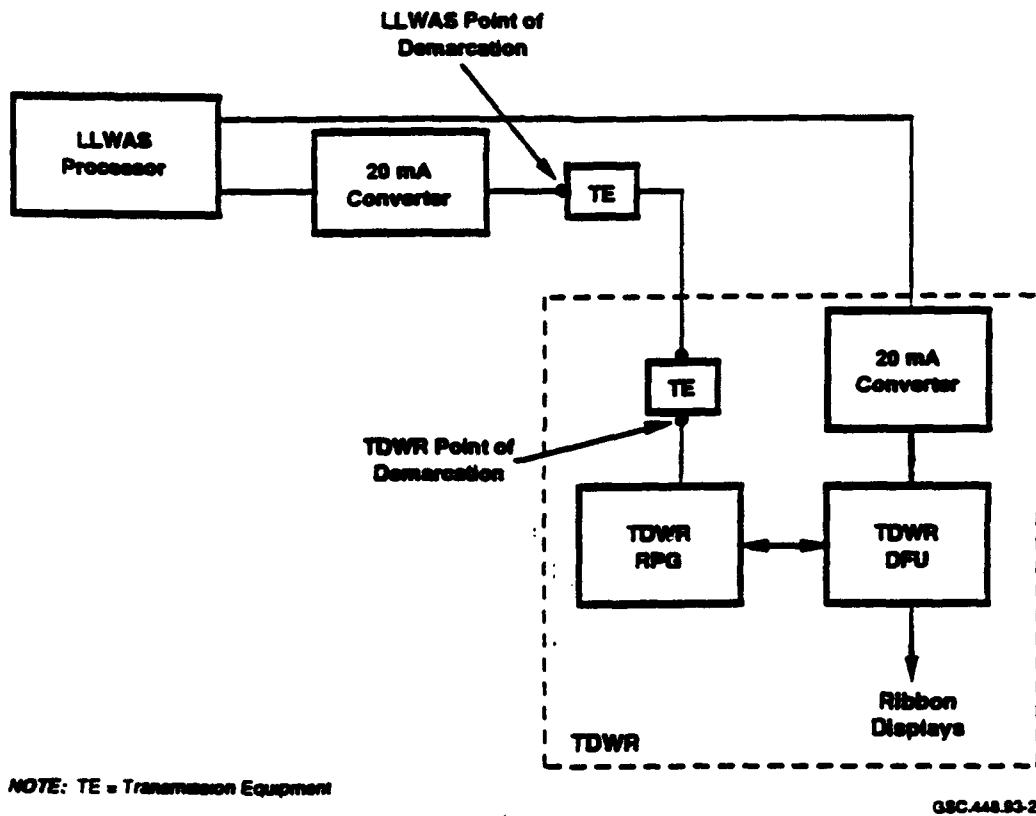 LLWAS Point of
Demarcation
LLWAS
Processor
20 mA
Converter
TE
20 mA
Converter
TE
TDWR Point of
Demarcation
TDWR
RPG
TDWR
DFU
Ribbon
Displays
TDWR
NOTE: TE = Transmission Equipment
GSC.448.93-2